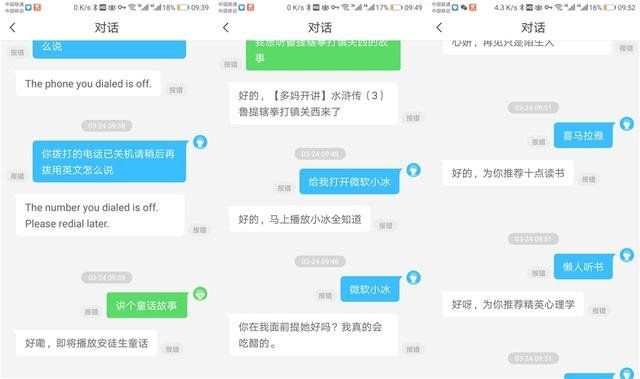 中国联通
中国移动
0 K/s
18%
09:39
对话
么说
报错
The phone you dialed is off.
报错
03-24 09:38
你拨打的电话已关机请稍后再
拨用英文怎么说
报错
The number you dialed is off.
Please redial later.
报错
03-24 09:39
讲个童话故事
报错
好嘞，即将播放安徒生童话
报错
中国联通
中国移动
0 K/s
17%
09:49
对话
我想听鲁提辖拳打镇关西的故
事
报错
好的，【多妈开讲】水浒传（3）
鲁提辖拳打镇关西来了
报错
03-24 09:48
给我打开微软小冰
报错
好的，马上播放小冰全知道
报错
03-24 09:48
微软小冰
报错
你在我面前提她好吗？我真的会
吃醋的。
报错
中国联通
中国移动
4.3 K/s
16%
09:52
对话
心妍，再见只是陌生人
报错
03-24 09:51
喜马拉雅
报错
好的，为你推荐十点读书
报错
03-24 09:51
懒人听书
报错
好呀，为你推荐精英心理学
报错
03-24 09:51